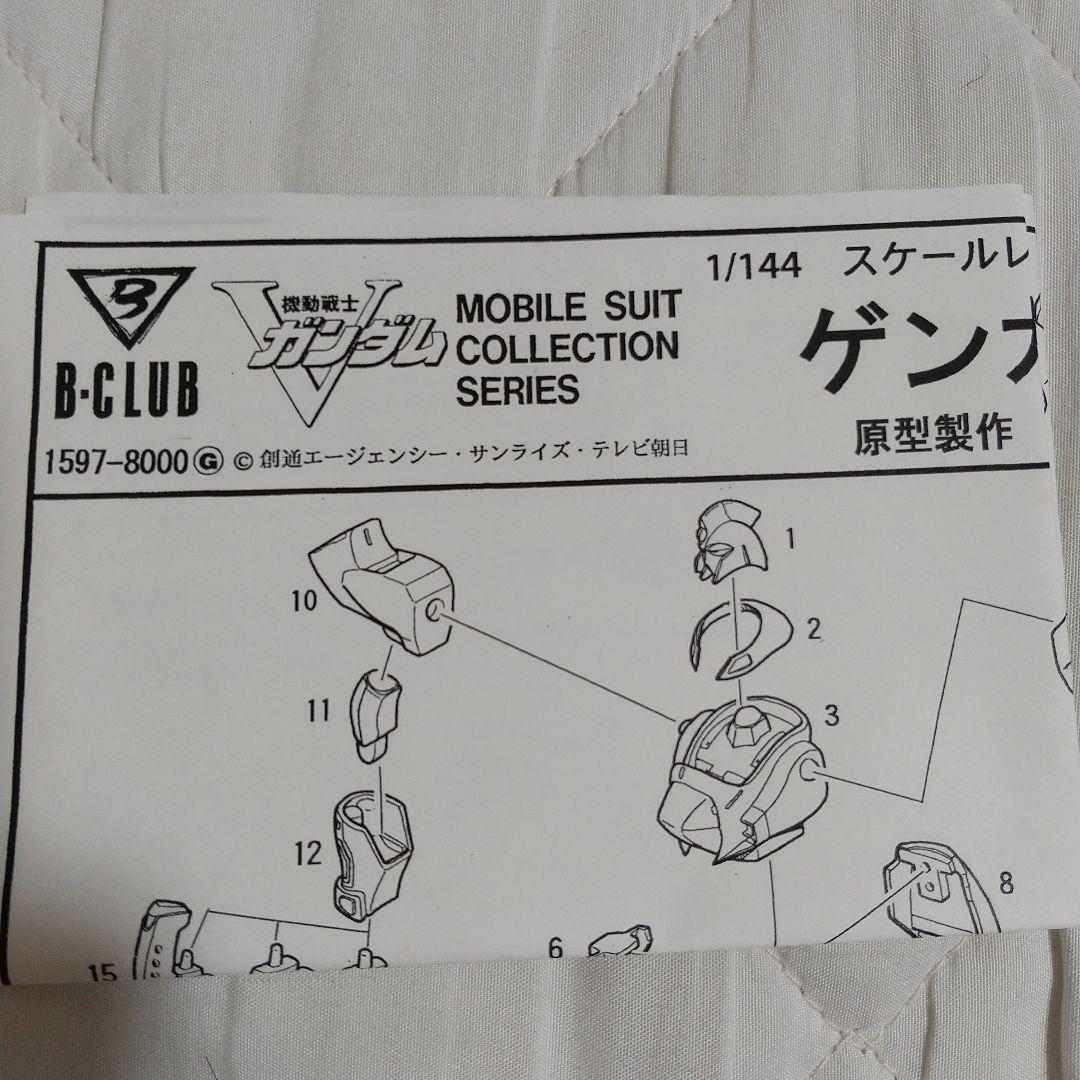 B
B-CLUB
機動戦士
Vガンダム
MOBILE SUIT
COLLECTION
SERIES
1/144 スケールレ
ゲン
原型製作
1597-8000 G © 創通エージェンシー・サンライズ・テレビ朝日
1
10
2
11
3
12
8
6
15